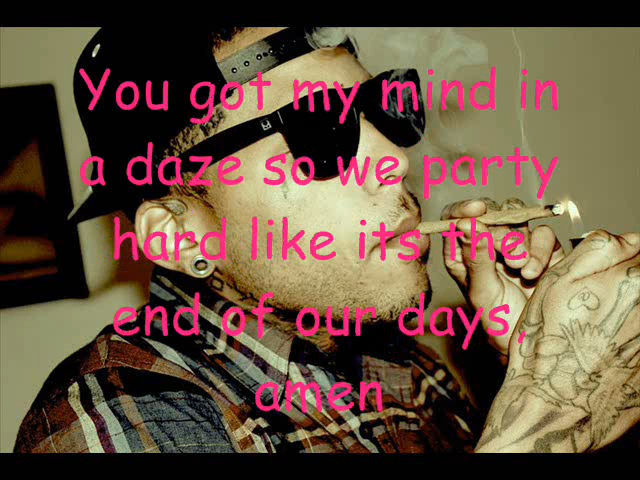 You got my mind in
a daze so we party
hard like its the
end of our days,
amen